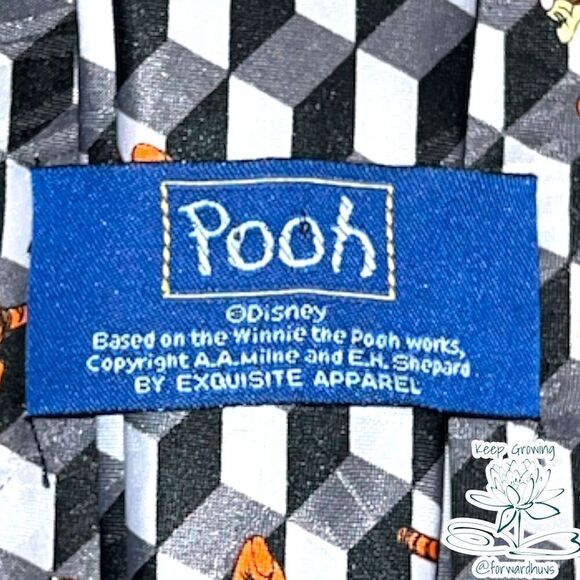 Pooh
©Disney
Based on the Winnie the Pooh works,
Copyright A.A.Milne and E.H. Shepard
BY EXQUISITE APPAREL
Keep Growing
@forwardhuvs